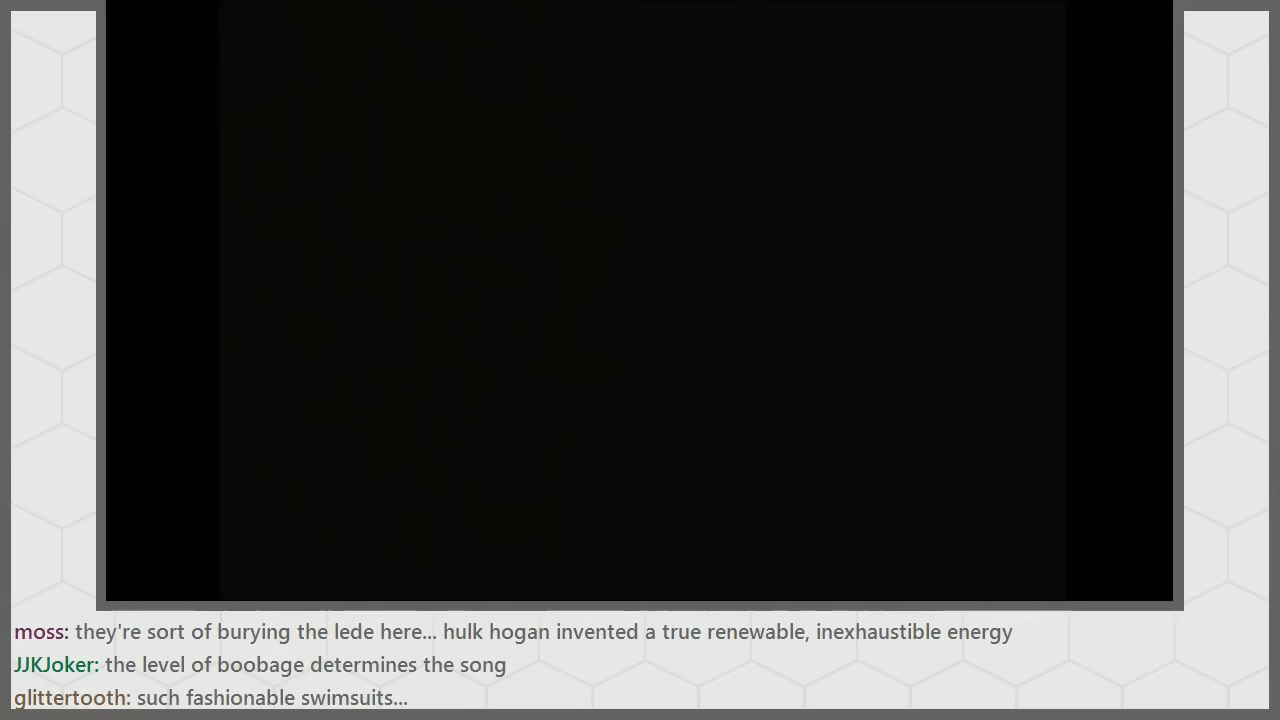 moss: they're sort of burying the lede here... hulk hogan invented a true renewable, inexhaustible energy
JJKJoker: the level of boobage determines the song
glittertooth: such fashionable swimsuits...